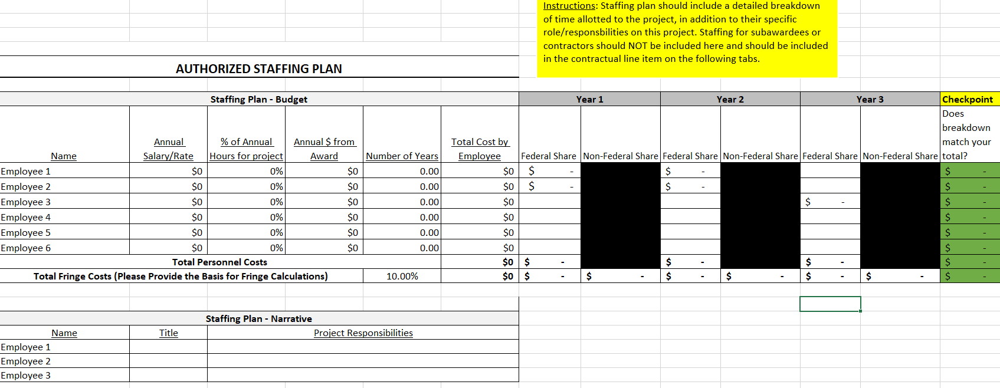 Instructions: Staffing plan should include a detailed breakdown
of time allotted to the project, in addition to their specific
role/responsbilities on this project. Staffing for subawardees or
contractors should NOT be included here and should be included
in the contractual line item on the following tabs.
AUTHORIZED STAFFING PLAN
Staffing Plan - Budget Year 1 Year 2 Year 3 Checkpoint
Name Annual Salary/Rate % of Annual Hours for project Annual $ from Award Number of Years Total Cost by Employee Federal Share Non-Federal Share Federal Share Non-Federal Share Federal Share Non-Federal Share Does breakdown match your total?
Employee 1 $0 0% $0 0.00 $0 $ - $ - $ -
Employee 2 $0 0% $0 0.00 $0 $ - $ - $ -
Employee 3 $0 0% $0 0.00 $0 $ - $ -
Employee 4 $0 0% $0 0.00 $0 $ -
Employee 5 $0 0% $0 0.00 $0 $ -
Employee 6 $0 0% $0 0.00 $0 $ -
Total Personnel Costs $0 $ - $ - $ - $ -
Total Fringe Costs (Please Provide the Basis for Fringe Calculations) 10.00% $0 $ - $ - $ - $ - $ - $ - $ -
Staffing Plan - Narrative
Name Title Project Responsibilities
Employee 1
Employee 2
Employee 3